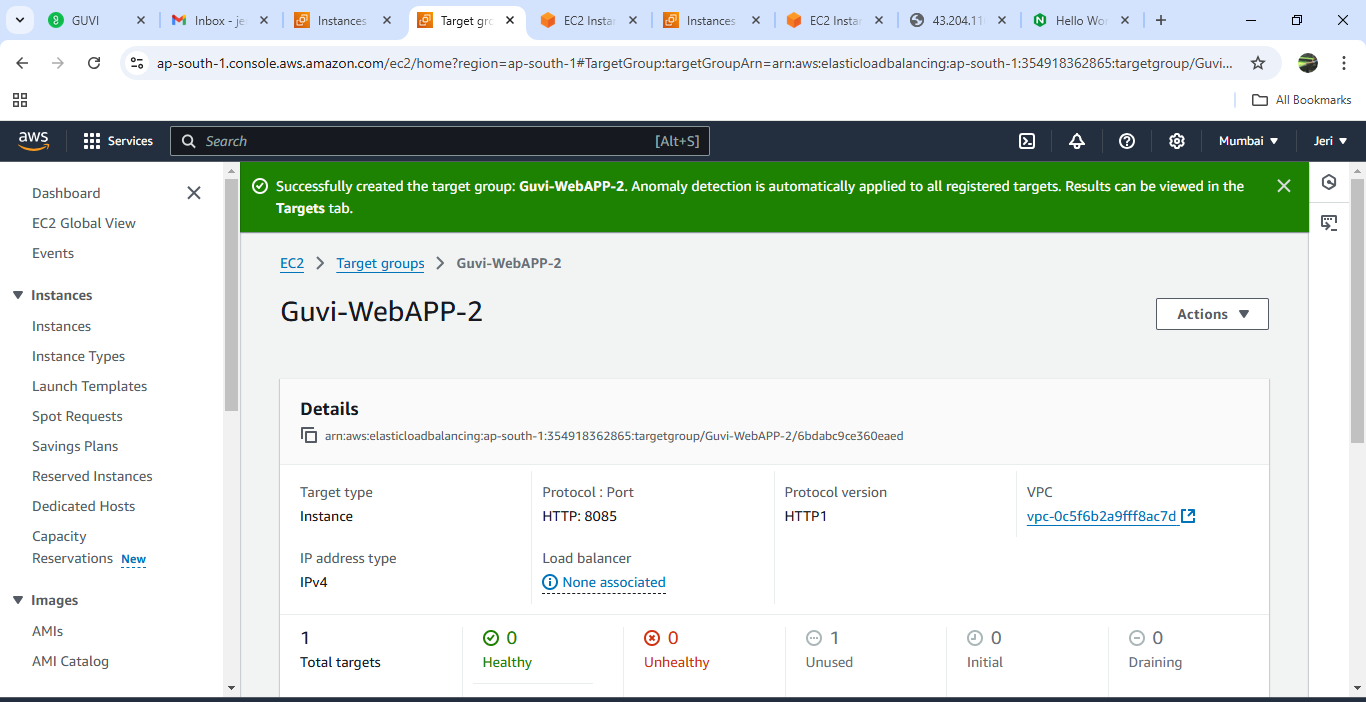 GUVI
Inbox - je
Instances
Target gro
EC2 Instan
Instances
EC2 Instan
43.204.11
Hello Wor
ap-south-1.console.aws.amazon.com/ec2/home?region=ap-south-1#TargetGroup:targetGroupArn=arn:aws:elasticloadbalancing:ap-south-1:354918362865:targetgroup/Guvi...
All Bookmarks
aws
Services
Search
[Alt+S]
Mumbai
Jeri
Dashboard
EC2 Global View
Events
Instances
Instances
Instance Types
Launch Templates
Spot Requests
Savings Plans
Reserved Instances
Dedicated Hosts
Capacity
Reservations New
Images
AMIs
AMI Catalog
Successfully created the target group: Guvi-WebAPP-2. Anomaly detection is automatically applied to all registered targets. Results can be viewed in the
Targets tab.
EC2 > Target groups > Guvi-WebAPP-2
Guvi-WebAPP-2
Actions
Details
arn:aws:elasticloadbalancing:ap-south-1:354918362865:targetgroup/Guvi-WebAPP-2/6bdabc9ce360eaed
Target type
Instance
Protocol : Port
HTTP: 8085
Protocol version
HTTP1
VPC
vpc-0c5f6b2a9fff8ac7d
IP address type
IPv4
Load balancer
None associated
1
Total targets
0
Healthy
0
Unhealthy
1
Unused
0
Initial
0
Draining